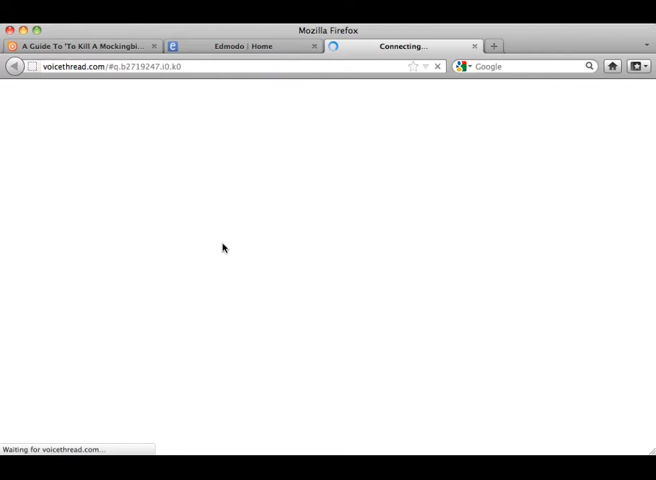 Mozilla Firefox
A Guide To 'To Kill A Mockingbi...
Edmodo | Home
Connecting...
voicethread.com/#q.b2719247.i0.k0
Google
Waiting for voicethread.com...